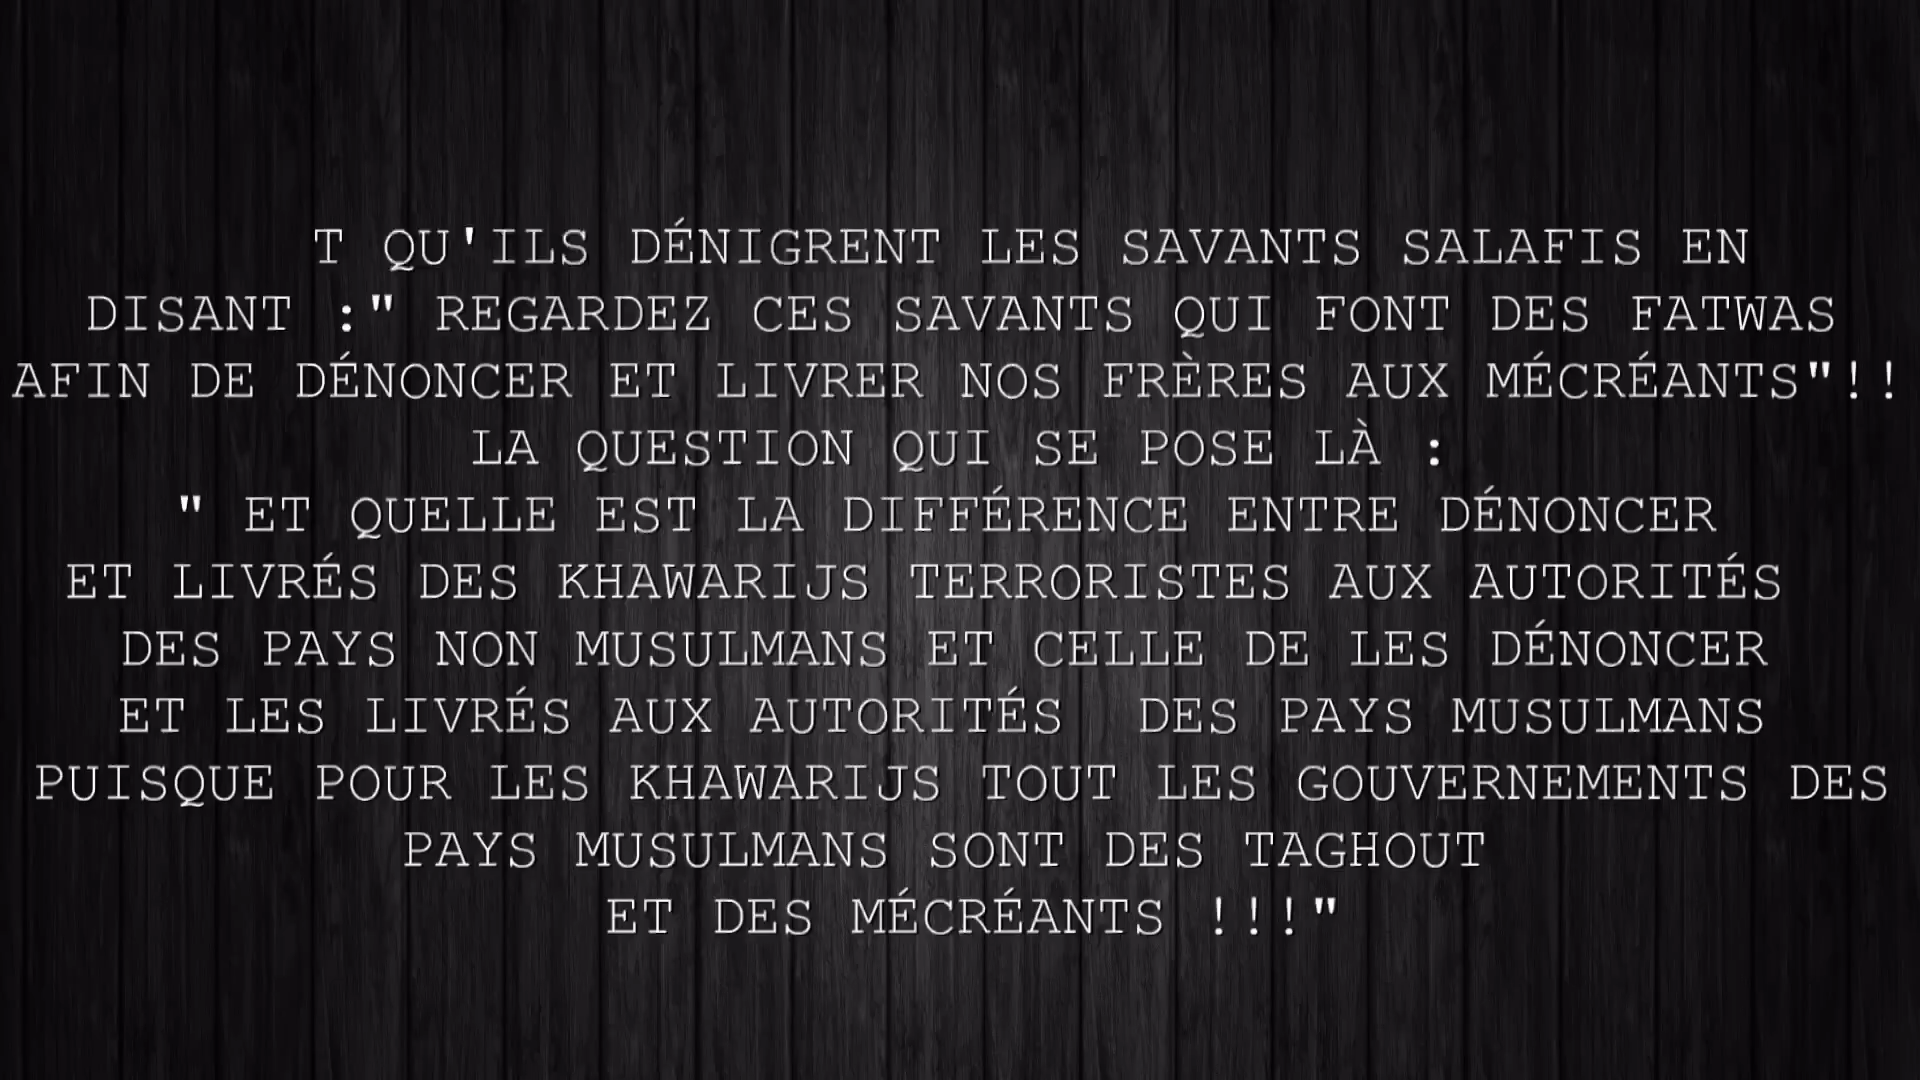 T QU'ILS DÉNIGRENT LES SAVANTS SALAFIS EN
DISANT :" REGARDEZ CES SAVANTS QUI FONT DES FATWAS
AFIN DE DÉNONCER ET LIVRER NOS FRÈRES AUX MÉCRÉANTS"!!
LA QUESTION QUI SE POSE LÀ :
" ET QUELLE EST LA DIFFÉRENCE ENTRE DÉNONCER
ET LIVRÉS DES KHAWARIJS TERRORISTES AUX AUTORITÉS
DES PAYS NON MUSULMANS ET CELLE DE LES DÉNONCER
ET LES LIVRÉS AUX AUTORITÉS DES PAYS MUSULMANS
PUISQUE POUR LES KHAWARIJS TOUT LES GOUVERNEMENTS DES
PAYS MUSULMANS SONT DES TAGHOUT
ET DES MÉCRÉANTS !!!"